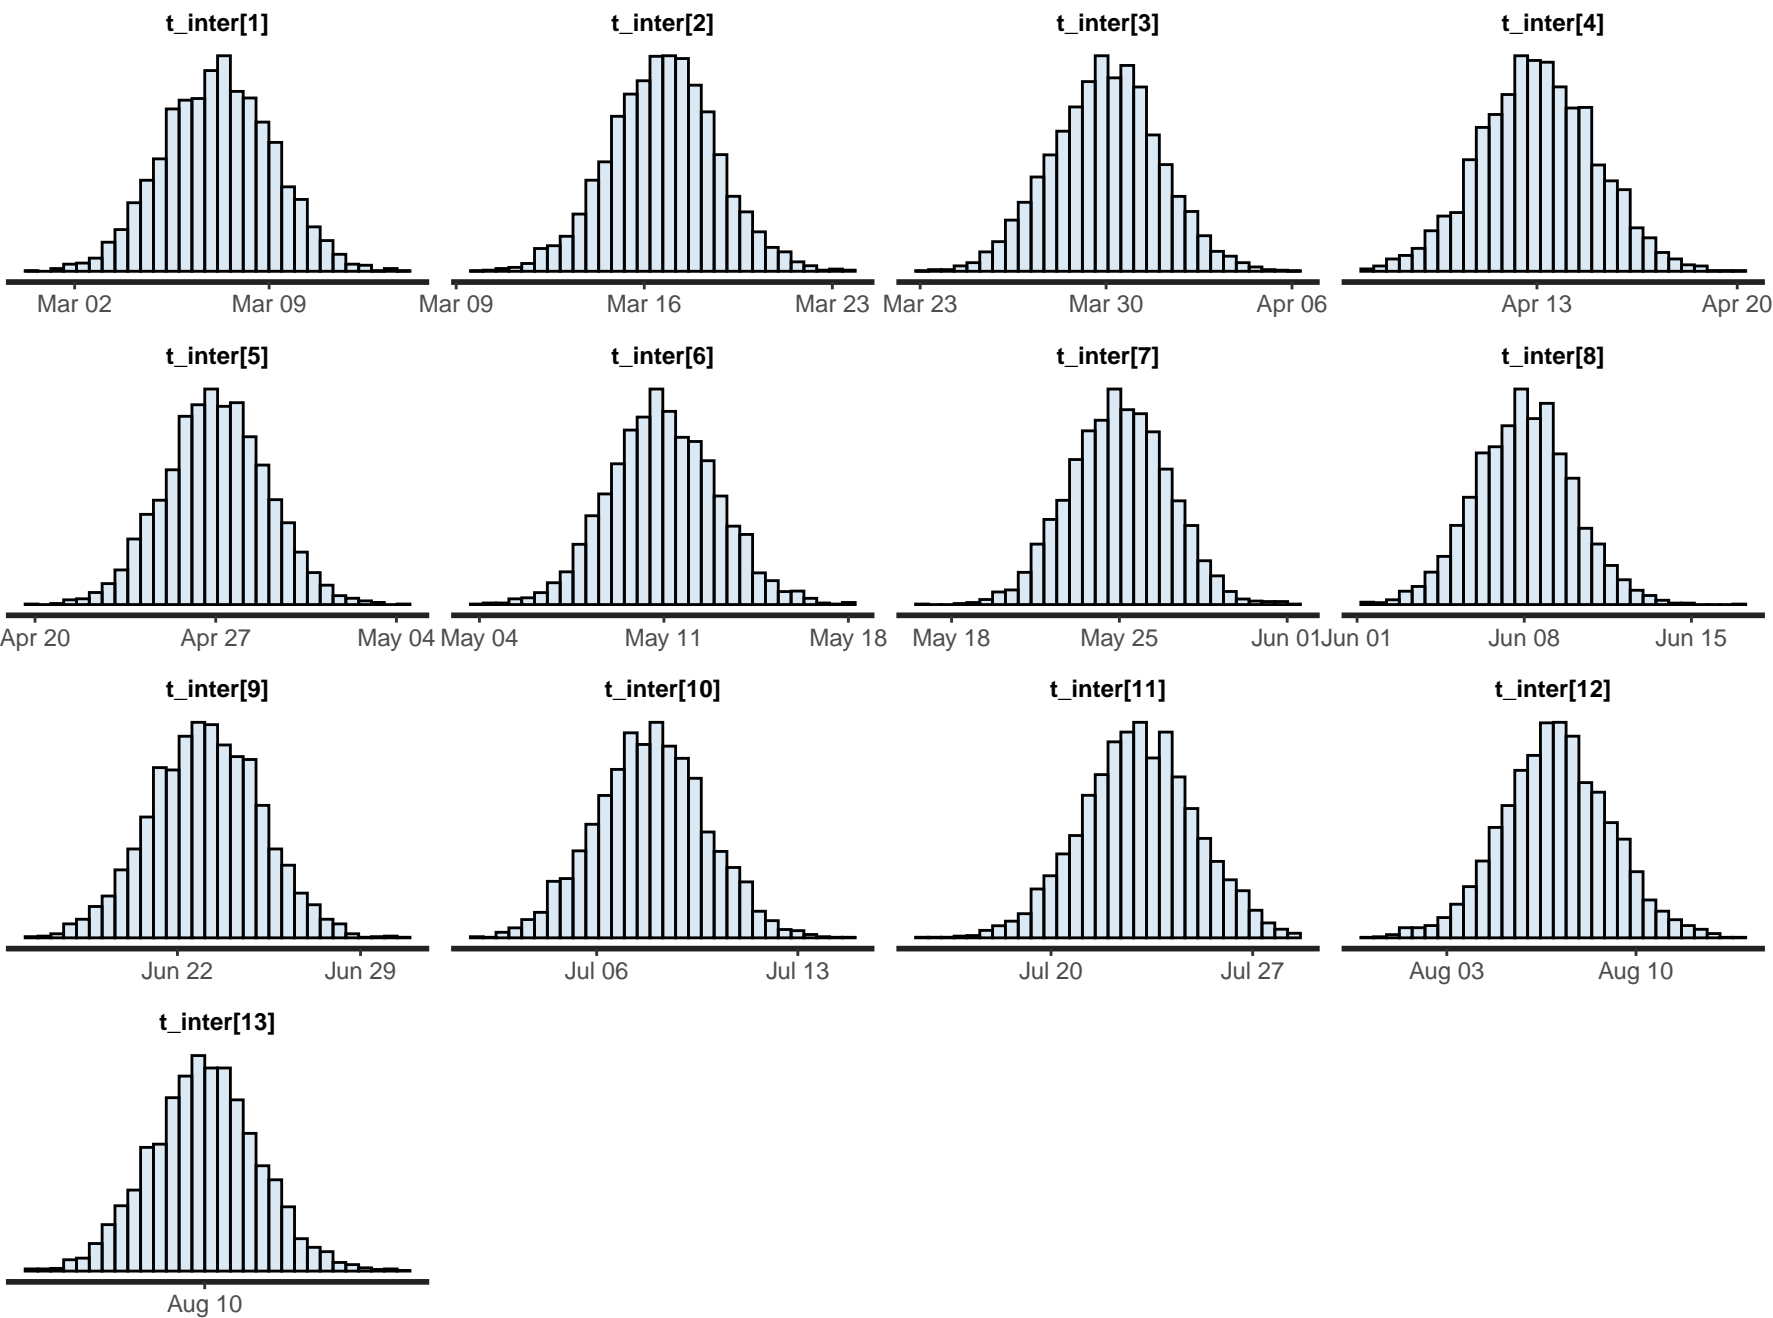 t_inter[1] t_inter[2] t_inter[3] t_inter[4]
Mar 02 Mar 09 Mar 09 Mar 16 Mar 23 Mar 23 Mar 30 Apr 06 Apr 13 Apr 20
t_inter[5] t_inter[6] t_inter[7] t_inter[8]
Apr 20 Apr 27 May 04 May 04 May 11 May 18 May 18 May 25 Jun 01 Jun 01 Jun 08 Jun 15
t_inter[9] t_inter[10] t_inter[11] t_inter[12]
Jun 22 Jun 29 Jul 06 Jul 13 Jul 20 Jul 27 Aug 03 Aug 10
t_inter[13]
Aug 10